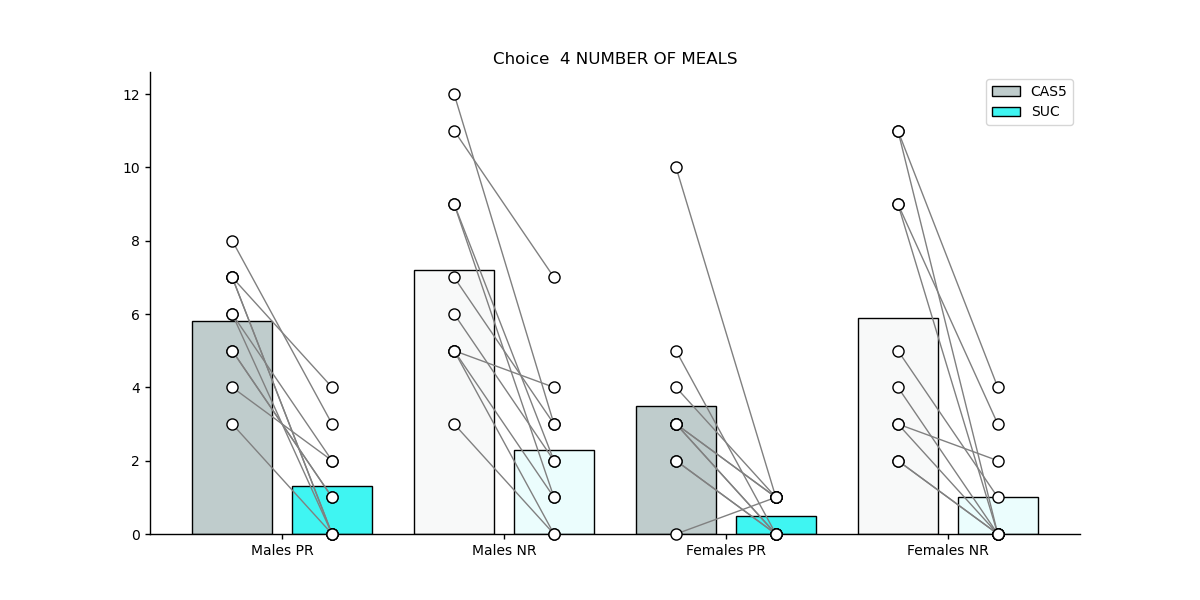 Choice  4 NUMBER OF MEALS
CAS5
SUC
12
10
8
6
4
2
0
Males PR
Males NR
Females PR
Females NR